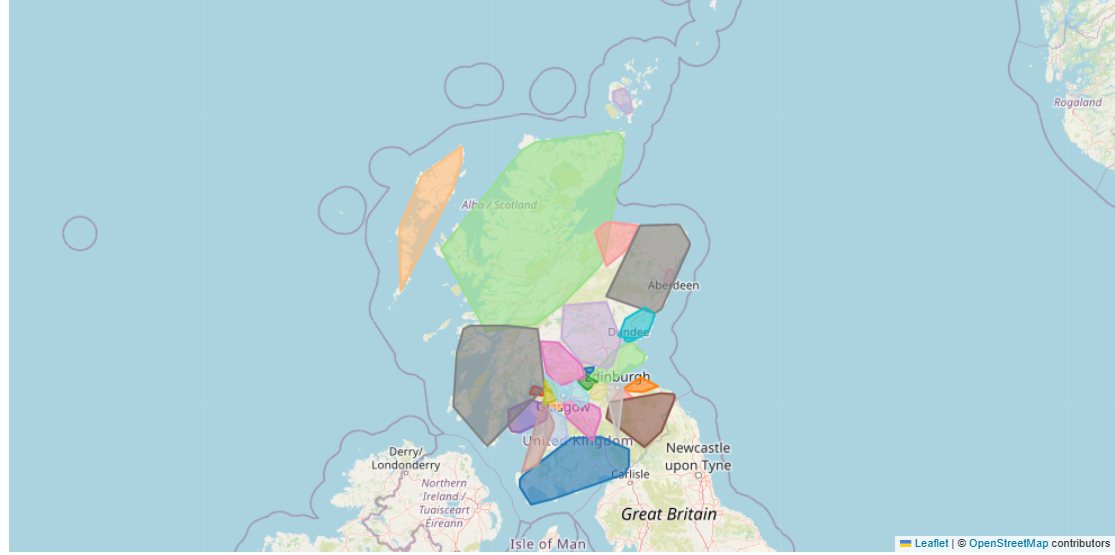 Rogaland
Alba / Scotland
Aberdeen
Dundee
Edinburgh
Glasgow
United Kingdom
Derry/
Londonderry
Newcastle
upon Tyne
Carlisle
Northern
Ireland /
Tuaisceart
Éireann
Great Britain
Isle of Man
Leaflet | © OpenStreetMap contributors